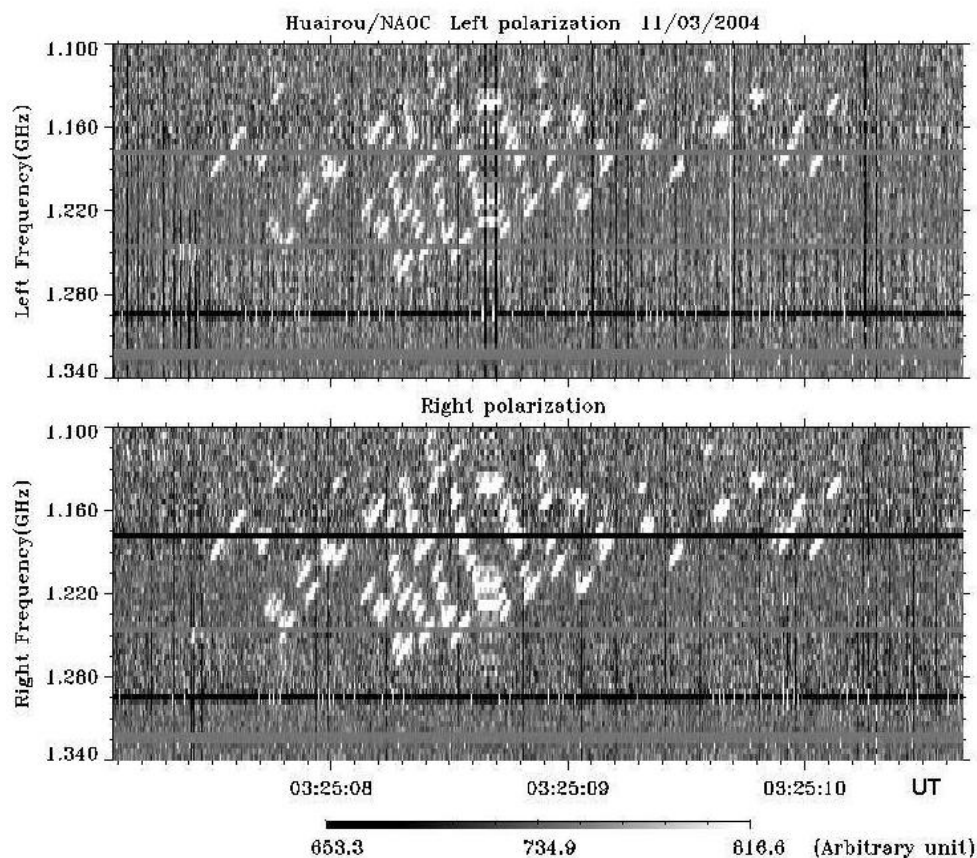 Huairou/NAOC Left polarization 11/03/2004
Left Frequency(GHz)
1.100
1.160
1.220
1.280
1.340
Right polarization
Right Frequency(GHz)
1.100
1.160
1.220
1.280
1.340
03:25:08 03:25:09 03:25:10 UT
653.3 734.9 816.6 (Arbitrary unit)